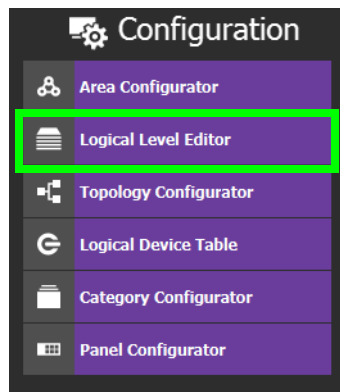 Configuration
Area Configurator
Logical Level Editor
Topology Configurator
Logical Device Table
Category Configurator
Panel Configurator